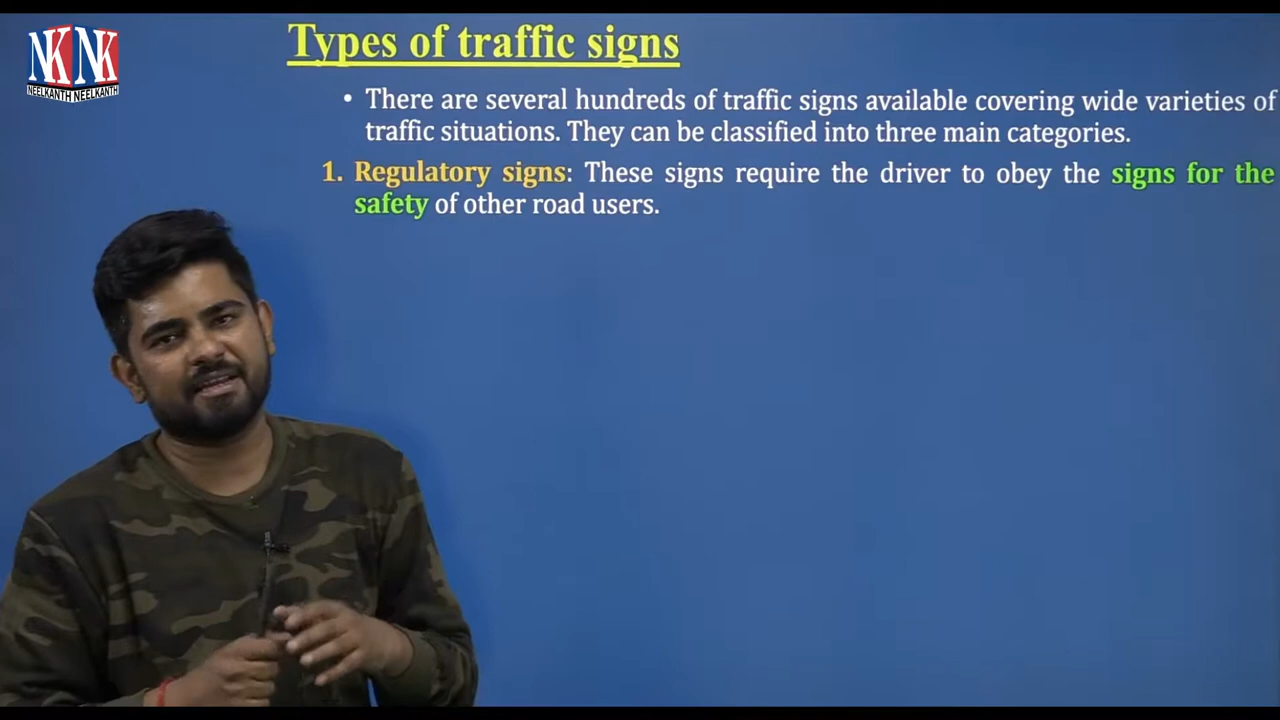 NK NK
NEELKANTH NEELKANTH
Types of traffic signs
• There are several hundreds of traffic signs available covering wide varieties of
traffic situations. They can be classified into three main categories.
1. Regulatory signs: These signs require the driver to obey the signs for the
safety of other road users.